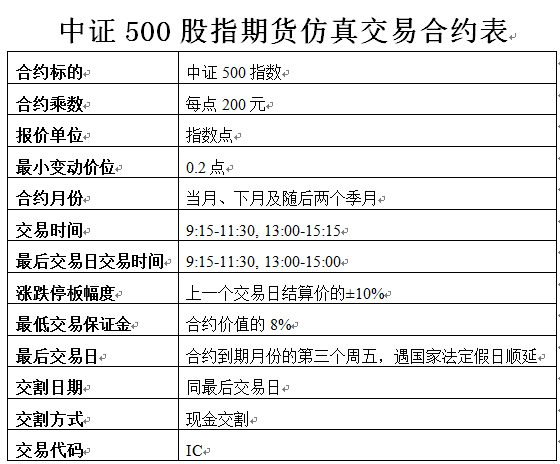 中证 500 股指期货仿真交易合约表
合约标的 中证 500 指数
合约乘数 每点 200 元
报价单位 指数点
最小变动价位 0.2 点
合约月份 当月、下月及随后两个季月
交易时间 9:15-11:30, 13:00-15:15
最后交易日交易时间 9:15-11:30, 13:00-15:00
涨跌停板幅度 上一个交易日结算价的±10%
最低交易保证金 合约价值的 8%
最后交易日 合约到期月份的第三个周五，遇国家法定假日顺延
交割日期 同最后交易日
交割方式 现金交割
交易代码 IC